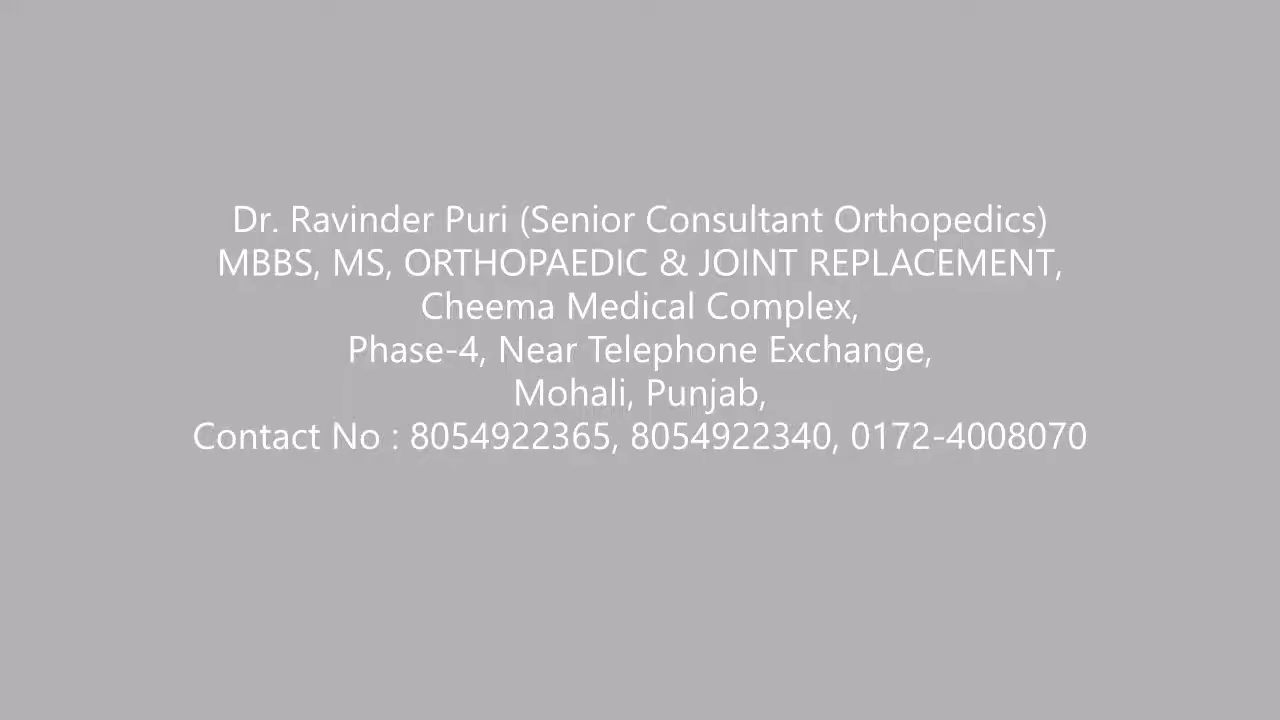 Dr. Ravinder Puri (Senior Consultant Orthopedics)
MBBS, MS, ORTHOPAEDIC & JOINT REPLACEMENT,
Cheema Medical Complex,
Phase-4, Near Telephone Exchange,
Mohali, Punjab,
Contact No : 8054922365, 8054922340, 0172-4008070